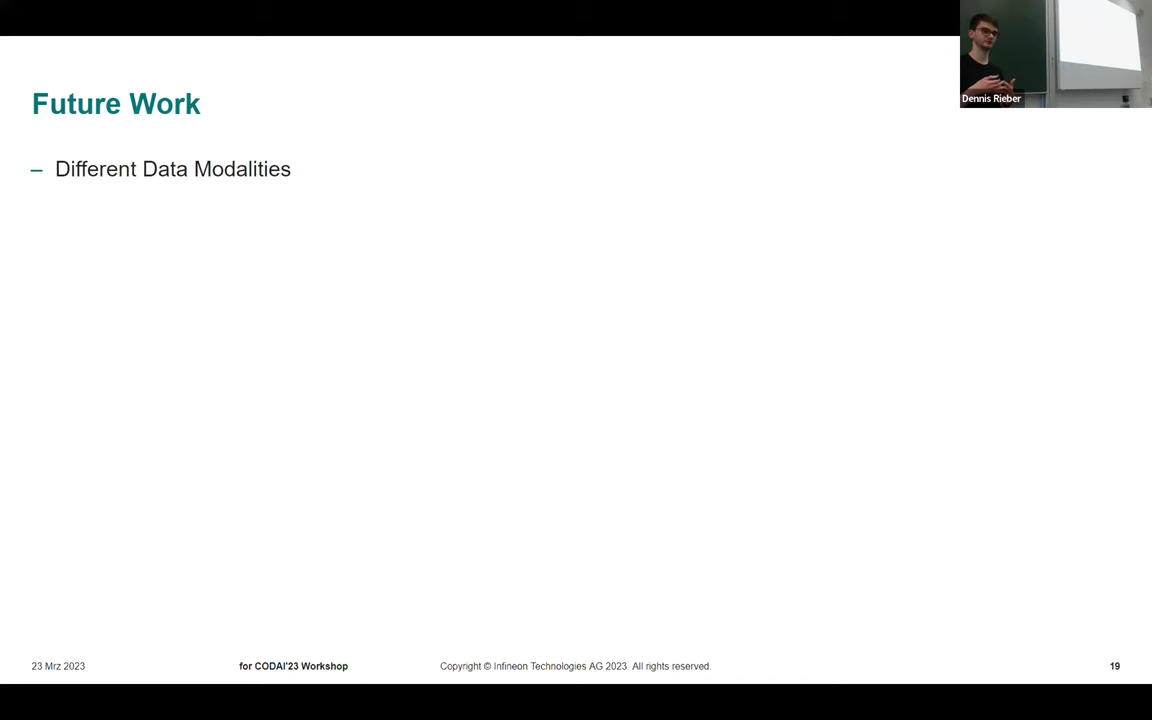 Dennis Rieber
Future Work
– Different Data Modalities
23 Mrz 2023
for CODAI'23 Workshop
Copyright © Infineon Technologies AG 2023. All rights reserved.
19